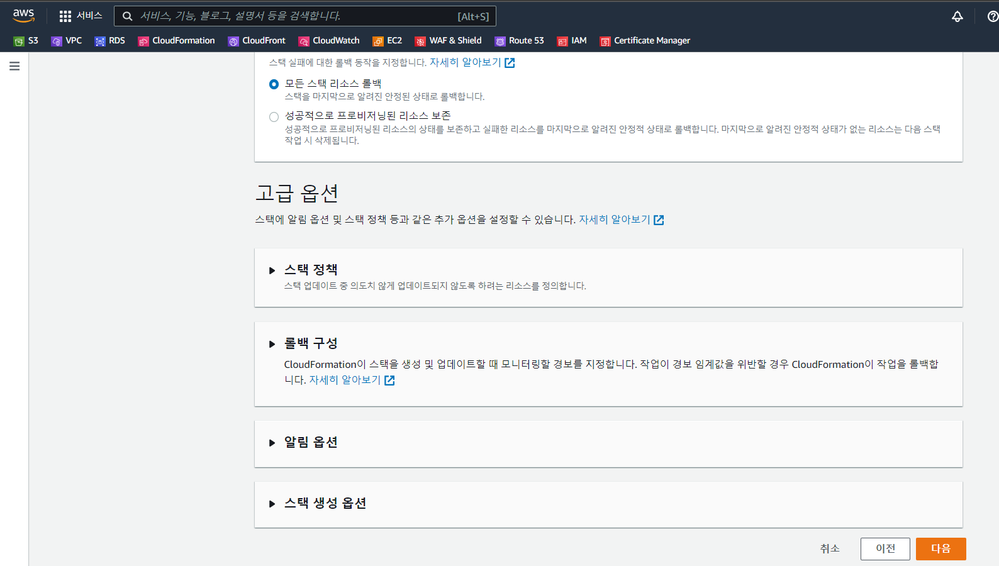 aws
서비스
서비스, 기능, 블로그, 설명서 등을 검색합니다.
[Alt+S]
S3
VPC
RDS
CloudFormation
CloudFront
CloudWatch
EC2
WAF & Shield
Route 53
IAM
Certificate Manager
스택 실패에 대한 롤백 동작을 지정합니다. 자세히 알아보기
모든 스택 리소스 롤백
스택을 마지막으로 알려진 안정된 상태로 롤백합니다.
성공적으로 프로비저닝된 리소스 보존
성공적으로 프로비저닝된 리소스의 상태를 보존하고 실패한 리소스를 마지막으로 알려진 안정적 상태로 롤백합니다. 마지막으로 알려진 안정적 상태가 없는 리소스는 다음 스택
작업 시 삭제됩니다.
고급 옵션
스택에 알림 옵션 및 스택 정책 등과 같은 추가 옵션을 설정할 수 있습니다. 자세히 알아보기
스택 정책
스택 업데이트 중 의도치 않게 업데이트되지 않도록 하려는 리소스를 정의합니다.
롤백 구성
CloudFormation이 스택을 생성 및 업데이트할 때 모니터링할 경보를 지정합니다. 작업이 경보 임계값을 위반할 경우 CloudFormation이 작업을 롤백합
니다. 자세히 알아보기
알림 옵션
스택 생성 옵션
취소
이전
다음